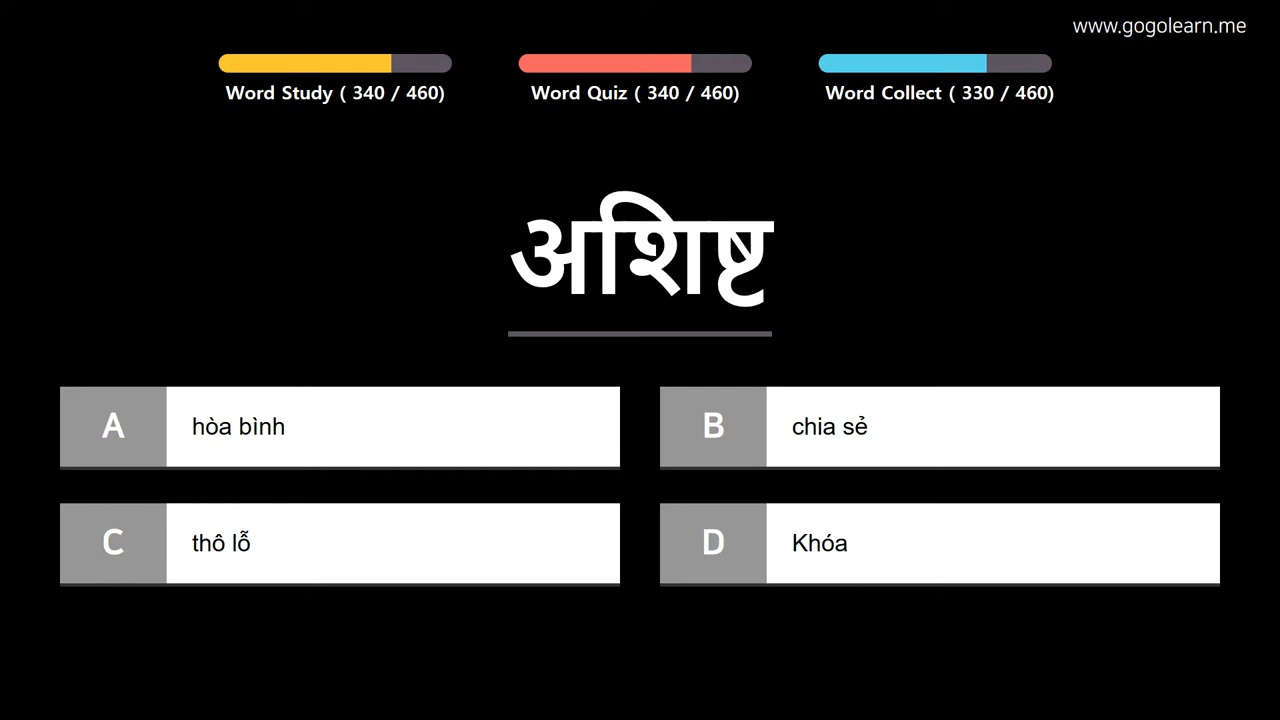 www.gogolearn.me
Word Study ( 340 / 460)
Word Quiz ( 340 / 460)
Word Collect ( 330 / 460)
अशिष्ट
A hòa bình
B chia sẻ
C thô lỗ
D Khóa